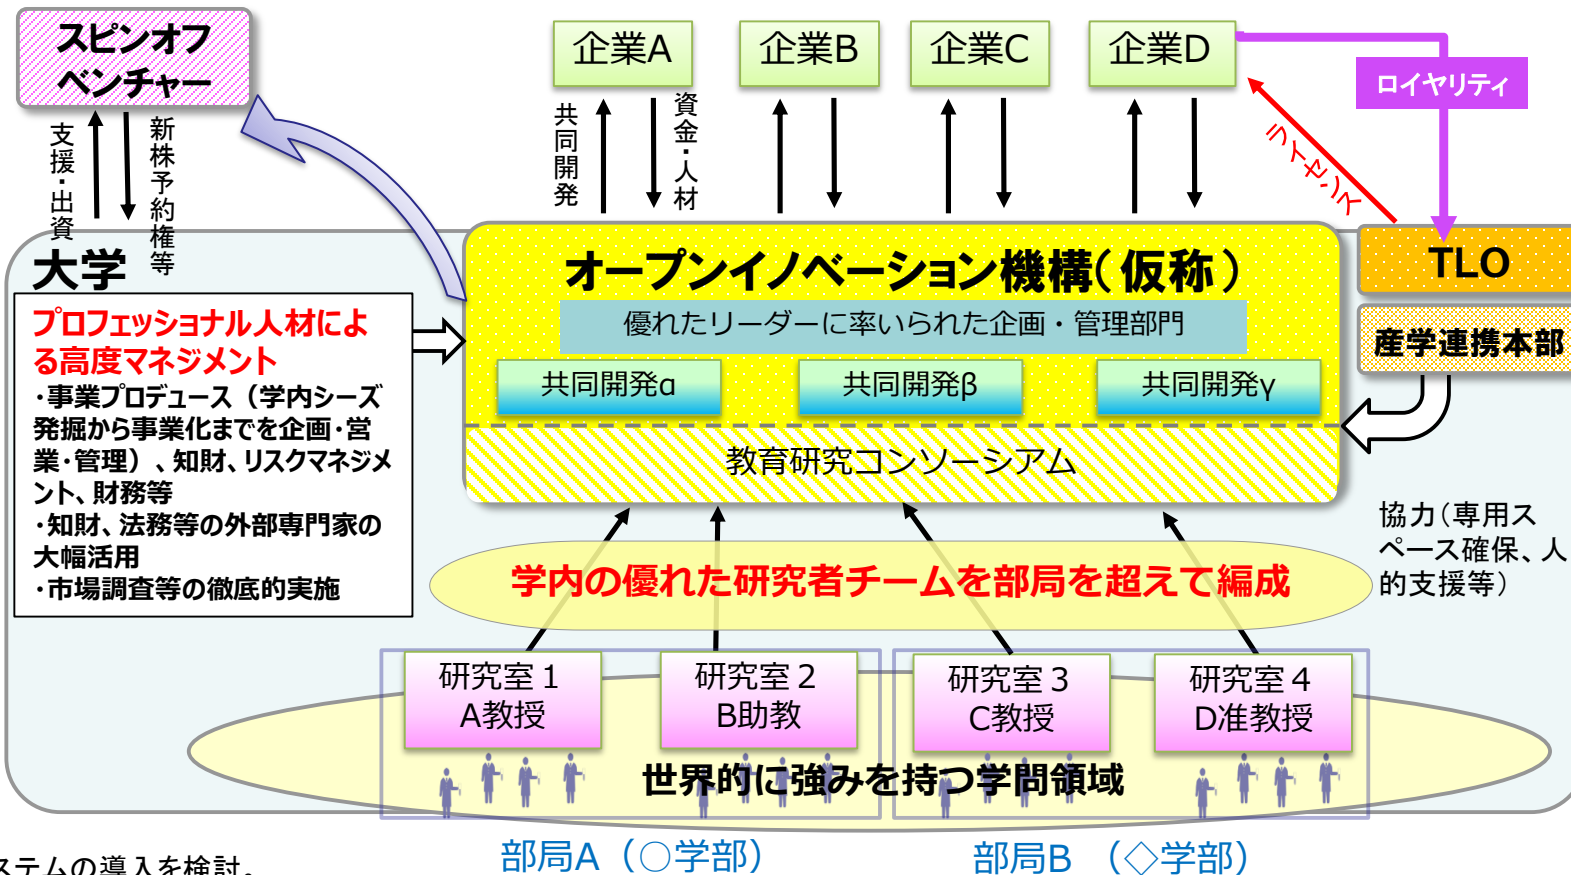 スピンオフ
ベンチャー
企業A
企業B
企業C
企業D
ロイヤリティ
支援・出資
新株予約権等
共同開発
資金・人材
ライセンス
大学
オープンイノベーション機構(仮称)
TLO
優れたリーダーに率いられた企画・管理部門
産学連携本部
プロフェッショナル人材によ
る高度マネジメント
・事業プロデュース（学内シーズ
発掘から事業化までを企画・営
業・管理）、知財、リスクマネジメ
ント、財務等
・知財、法務等の外部専門家の
大幅活用
・市場調査等の徹底的実施
共同開発α
共同開発β
共同開発γ
教育研究コンソーシアム
協力（専用ス
ペース確保、人
的支援等）
学内の優れた研究者チームを部局を超えて編成
研究室１
A教授
研究室２
B助教
研究室３
C教授
研究室４
D准教授
世界的に強みを持つ学問領域
部局A（○学部）
部局B （◇学部）
ステムの導入を検討。